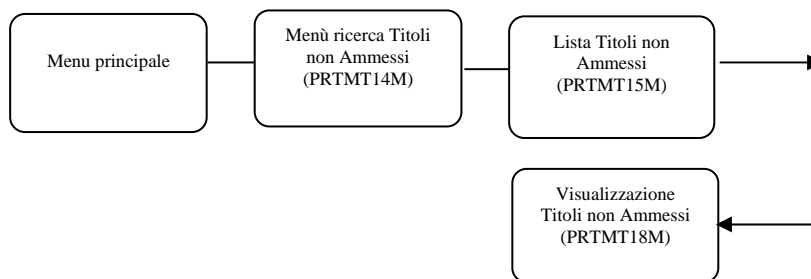 Menu principale
Menù ricerca Titoli
non Ammessi
(PRTMT14M)
Lista Titoli non
Ammessi
(PRTMT15M)
Visualizzazione
Titoli non Ammessi
(PRTMT18M)